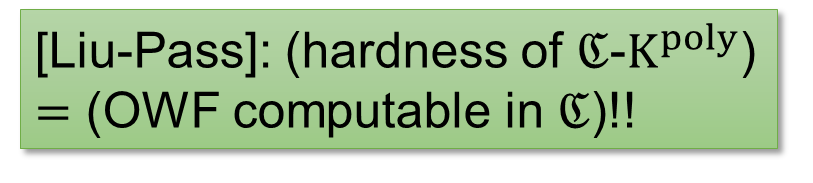 [Liu-Pass]: (hardness of ℭ-K^poly)
= (OWF computable in ℭ)!!